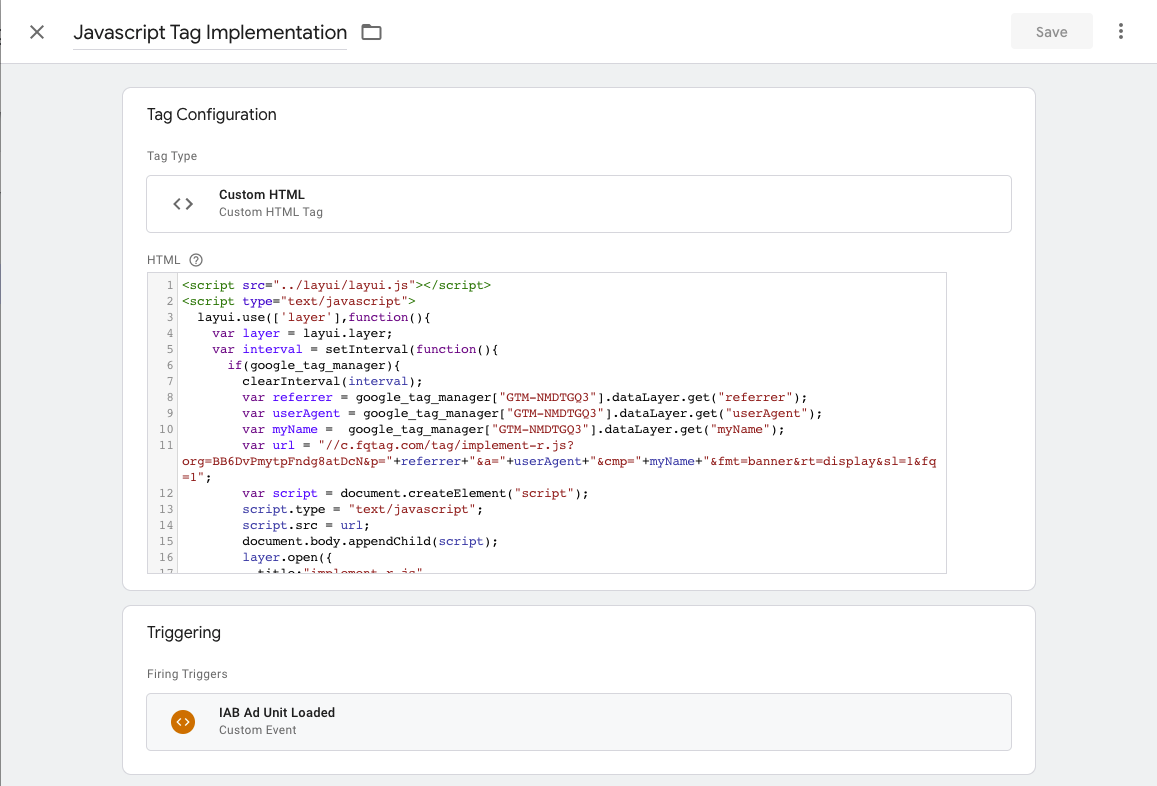 Javascript Tag Implementation
Save
Tag Configuration
Tag Type
Custom HTML
Custom HTML Tag
HTML
1 <script src="../layui/layui.js"></script>
2 <script type="text/javascript">
3 layui.use(['layer'],function(){
4 var layer = layui.layer;
5 var interval = setInterval(function(){
6 if(google_tag_manager){
7 clearInterval(interval);
8 var referrer = google_tag_manager["GTM-NMDTGQ3"].dataLayer.get("referrer");
9 var userAgent = google_tag_manager["GTM-NMDTGQ3"].dataLayer.get("userAgent");
10 var myName =  google_tag_manager["GTM-NMDTGQ3"].dataLayer.get("myName");
11 var url = "//c.fqtag.com/tag/implement-r.js?
org=BB6DvPmytpFndg8atDcN&p="+referrer+"&a="+userAgent+"&cmp="+myName+"&fmt=banner&rt=display&sl=1&fq
=1";
12 var script = document.createElement("script");
13 script.type = "text/javascript";
14 script.src = url;
15 document.body.appendChild(script);
16 layer.open({
17 title:"implement-r.js"
Triggering
Firing Triggers
IAB Ad Unit Loaded
Custom Event